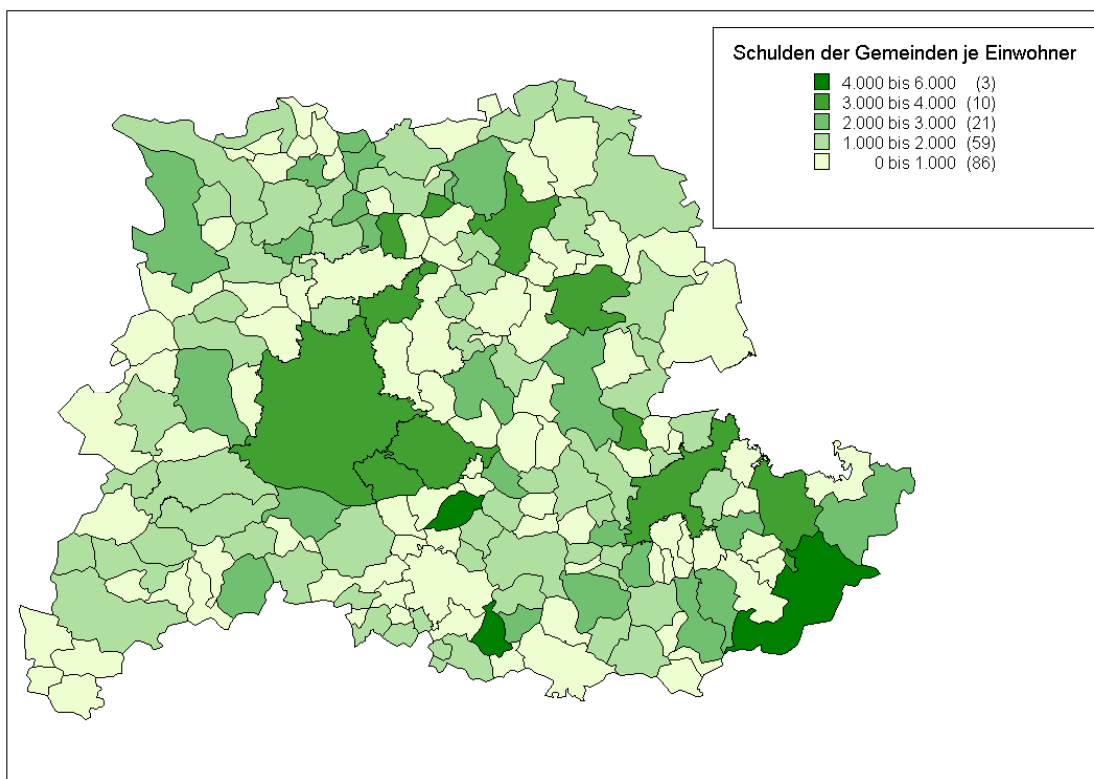 Schulden der Gemeinden je Einwohner
4.000 bis 6.000 (3)
3.000 bis 4.000 (10)
2.000 bis 3.000 (21)
1.000 bis 2.000 (59)
0 bis 1.000 (86)